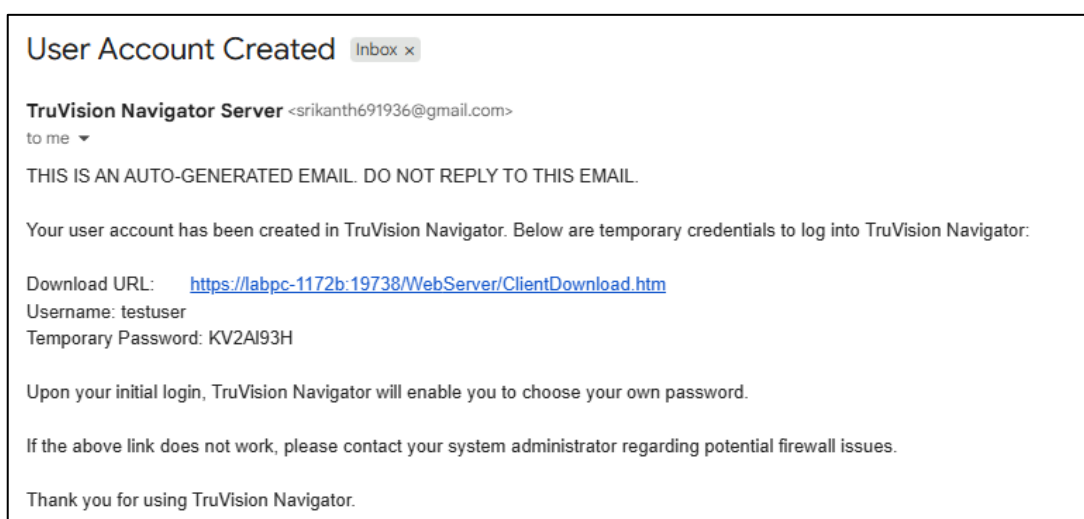 User Account Created Inbox x
TruVision Navigator Server <srikanth691936@gmail.com>
to me
THIS IS AN AUTO-GENERATED EMAIL. DO NOT REPLY TO THIS EMAIL.
Your user account has been created in TruVision Navigator. Below are temporary credentials to log into TruVision Navigator:
Download URL: https://labpc-1172b:19738/WebServer/ClientDownload.htm
Username: testuser
Temporary Password: KV2AI93H
Upon your initial login, TruVision Navigator will enable you to choose your own password.
If the above link does not work, please contact your system administrator regarding potential firewall issues.
Thank you for using TruVision Navigator.